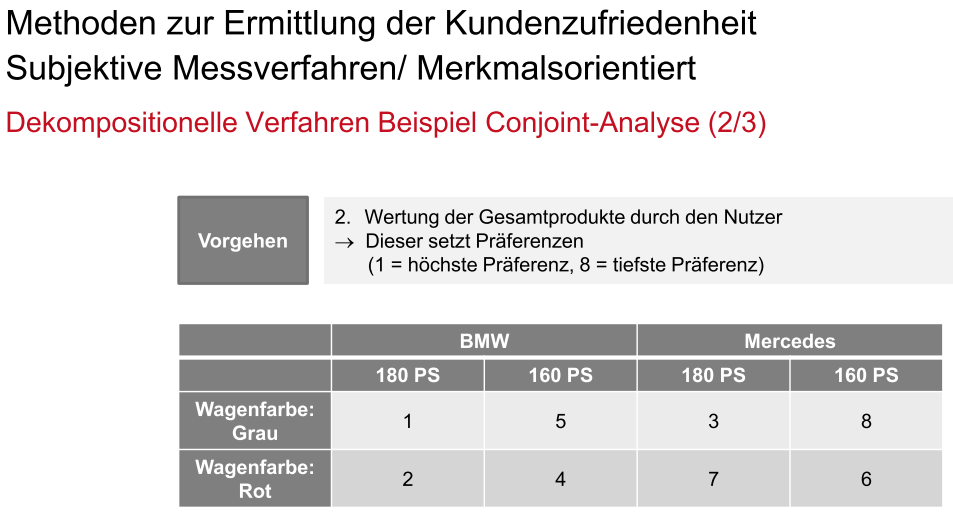 Methoden zur Ermittlung der Kundenzufriedenheit
Subjektive Messverfahren/ Merkmalsorientiert
Dekompositionelle Verfahren Beispiel Conjoint-Analyse (2/3)
Vorgehen
2. Wertung der Gesamtprodukte durch den Nutzer
→ Dieser setzt Präferenzen
(1 = höchste Präferenz, 8 = tiefste Präferenz)
BMW Mercedes
180 PS 160 PS 180 PS 160 PS
Wagenfarbe:
Grau 1 5 3 8
Wagenfarbe:
Rot 2 4 7 6